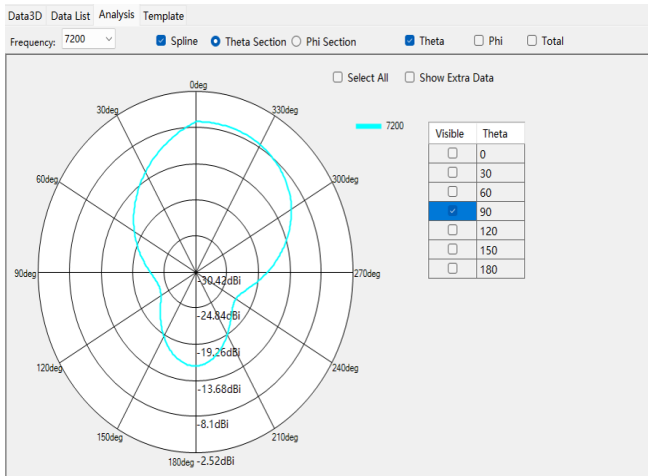 Data3D Data List Analysis Template
Frequency: 7200 Spline Theta Section Phi Section Theta Phi Total
Select All Show Extra Data
0deg
30deg 330deg
7200
Visible Theta
0
30
60
90
120
150
180
60deg 300deg
90deg 270deg
-30.42dBi
-24.84dBi
-19.26dBi
120deg 240deg
-13.68dBi
-8.1dBi
150deg 210deg
180deg -2.52dBi